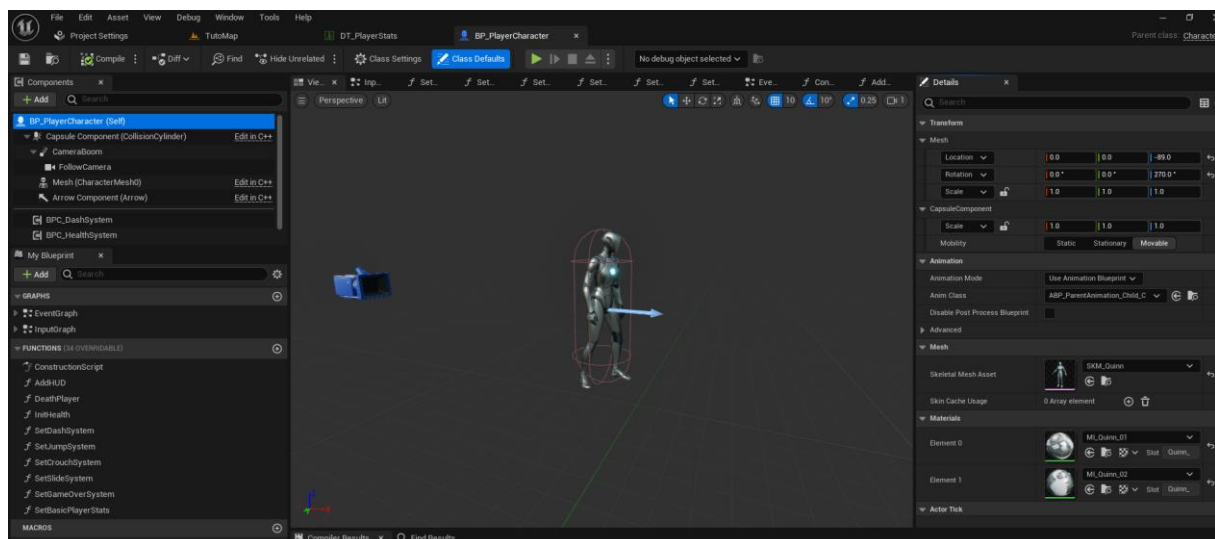 File Edit Asset View Debug Window Tools Help
Project Settings TutoMap DT_PlayerStats BP_PlayerCharacter
Parent class: Characte
Compile Diff Find Hide Unrelated Class Settings Class Defaults No debug object selected
Components
+ Add Search
BP_PlayerCharacter (Self)
Capsule Component (CollisionCylinder) Edit in C++
CameraBoom
FollowCamera
Mesh (CharacterMesh0) Edit in C++
Arrow Component (Arrow) Edit in C++
BPC_DashSystem
BPC_HealthSystem
My Blueprint
+ Add Search
GRAPHS
EventGraph
InputGraph
FUNCTIONS (34 OVERRIDABLE)
ConstructionScript
AddHUD
DeathPlayer
InitHealth
SetDashSystem
SetJumpSystem
SetCrouchSystem
SetSlideSystem
SetGameOverSystem
SetBasicPlayerStats
MACROS
Vie... Inp... Set... Set... Set... Set... Set... Set... Eve... Con... Add...
Perspective Lit 10 10° 0.25 1
Compiler Results Find Results
Details
Search
Transform
Mesh
Location 0.0 0.0 -89.0
Rotation 0.0° 0.0° 270.0°
Scale 1.0 1.0 1.0
CapsuleComponent
Scale 1.0 1.0 1.0
Mobility Static Stationary Movable
Animation
Animation Mode Use Animation Blueprint
Anim Class ABP_ParentAnimation_Child_C
Disable Post Process Blueprint
Advanced
Mesh
Skeletal Mesh Asset SKM_Quinn
Skin Cache Usage 0 Array element
Materials
Element 0 MI_Quinn_01
Slot Quinn_
Element 1 MI_Quinn_02
Slot Quinn_
Actor Tick